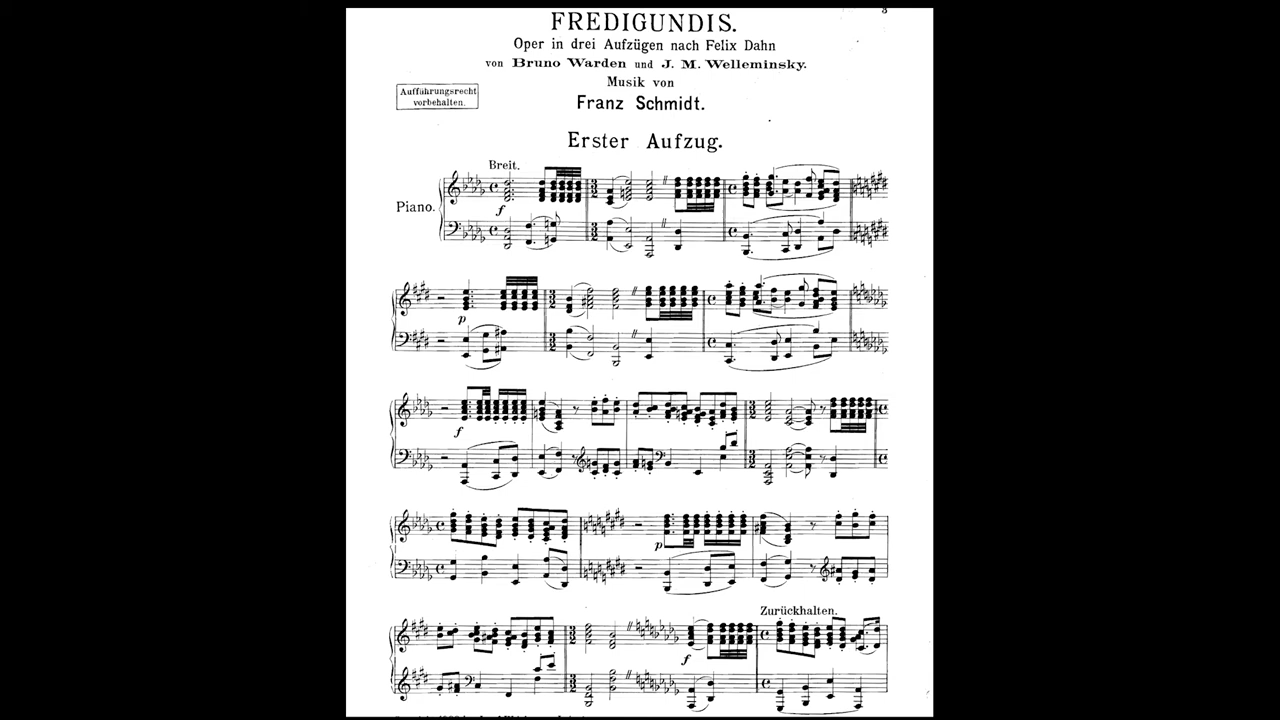 3
FREDIGUNDIS.
Oper in drei Aufzügen nach Felix Dahn
von Bruno Warden und J. M. Welleminsky.
Musik von
Franz Schmidt.
Aufführungsrecht
vorbehalten.
Erster Aufzug.
Breit.
Piano.
f
p
f
p
Zurückhalten.
f